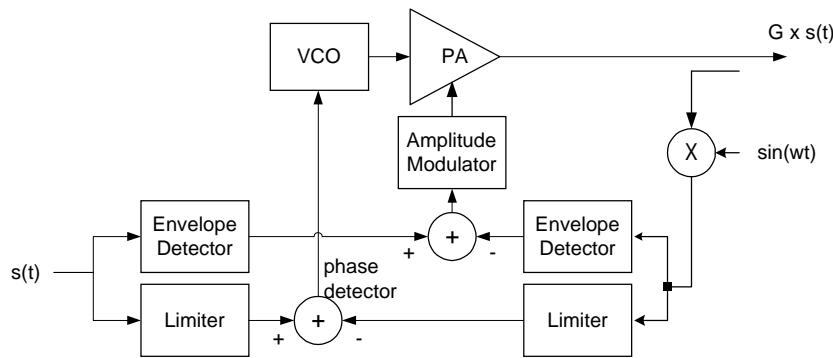 G x s(t)
VCO
PA
Amplitude
Modulator
X
sin(wt)
Envelope
Detector
+
+
-
Envelope
Detector
s(t)
phase
detector
Limiter
+
+
-
Limiter